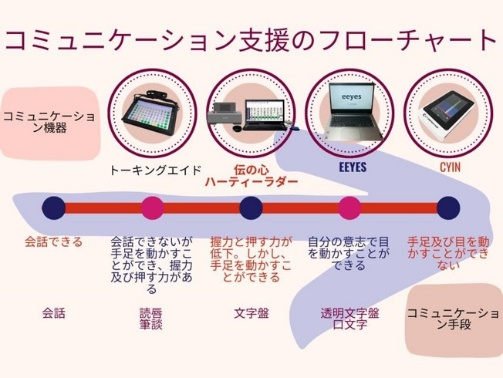 コミュニケーション支援のフローチャート
コミュニケーショ
ン機器
eeyes
トーキングエイド
伝の心
ハーティーラダー
EEYES
CYIN
会話できる
会話できないが
手足を動かすこ
とができ、握力
及び押す力があ
る
握力と押す力が
低下。しかし、
手足を動かすこ
とができる
自分の意志で目
を動かすことが
できる
手足及び目を動
かすことができ
ない
会話
読唇
筆談
文字盤
透明文字盤
口文字
コミュニケーショ
ン手段